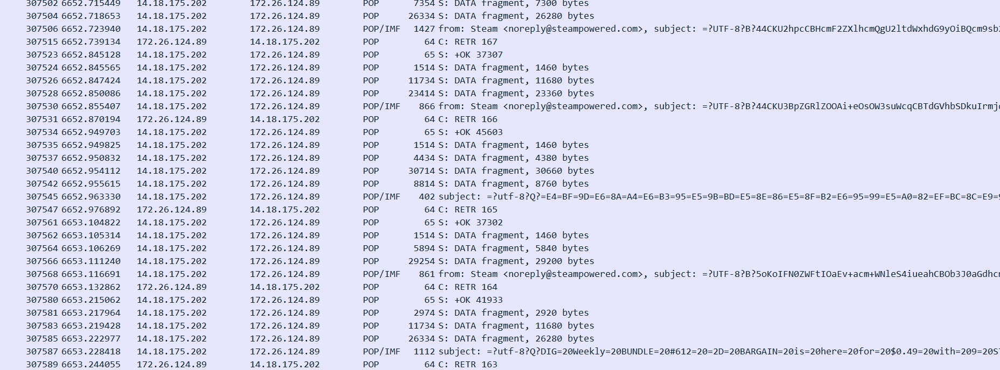 307502 6652.715449 14.18.175.202 172.26.124.89 POP 7354 S: DATA fragment, 7300 bytes
307504 6652.718653 14.18.175.202 172.26.124.89 POP 26334 S: DATA fragment, 26280 bytes
307506 6652.723940 14.18.175.202 172.26.124.89 POP/IMF 1427 from: Steam <noreply@steampowered.com>, subject: =?UTF-8?B?44CKU2hpcCBHcmF2ZXlhcmQgU2ltdWxhdG9yOiBQcm9sb2
307515 6652.739134 172.26.124.89 14.18.175.202 POP 64 C: RETR 167
307523 6652.845128 14.18.175.202 172.26.124.89 POP 65 S: +OK 37307
307524 6652.845565 14.18.175.202 172.26.124.89 POP 1514 S: DATA fragment, 1460 bytes
307526 6652.847424 14.18.175.202 172.26.124.89 POP 11734 S: DATA fragment, 11680 bytes
307528 6652.850086 14.18.175.202 172.26.124.89 POP 23414 S: DATA fragment, 23360 bytes
307530 6652.855407 14.18.175.202 172.26.124.89 POP/IMF 866 from: Steam <noreply@steampowered.com>, subject: =?UTF-8?B?44CKU3BpZGRlZOOAi+eOsOW3suWcqCBTdGVhbSDkuIrmj
307531 6652.870194 172.26.124.89 14.18.175.202 POP 64 C: RETR 166
307534 6652.949703 14.18.175.202 172.26.124.89 POP 65 S: +OK 45603
307535 6652.949825 14.18.175.202 172.26.124.89 POP 1514 S: DATA fragment, 1460 bytes
307537 6652.950832 14.18.175.202 172.26.124.89 POP 4434 S: DATA fragment, 4380 bytes
307540 6652.954112 14.18.175.202 172.26.124.89 POP 30714 S: DATA fragment, 30660 bytes
307542 6652.955615 14.18.175.202 172.26.124.89 POP 8814 S: DATA fragment, 8760 bytes
307545 6652.963330 14.18.175.202 172.26.124.89 POP/IMF 402 subject: =?utf-8?Q?=E4=BF=9D=E6=8A=A4=E6=B3=95=E5=9B=BD=E5=8E=86=E5=8F=B2=E6=95=99=E5=A0=82=EF=BC=8C=E9=9
307547 6652.976892 172.26.124.89 14.18.175.202 POP 64 C: RETR 165
307561 6653.104822 14.18.175.202 172.26.124.89 POP 65 S: +OK 37302
307562 6653.105314 14.18.175.202 172.26.124.89 POP 1514 S: DATA fragment, 1460 bytes
307564 6653.106269 14.18.175.202 172.26.124.89 POP 5894 S: DATA fragment, 5840 bytes
307566 6653.111240 14.18.175.202 172.26.124.89 POP 29254 S: DATA fragment, 29200 bytes
307568 6653.116691 14.18.175.202 172.26.124.89 POP/IMF 861 from: Steam <noreply@steampowered.com>, subject: =?UTF-8?B?5oKoIFN0ZWFtIOaEv+acm+WNleS4iueahCBOb3J0aGdhcm
307570 6653.132862 172.26.124.89 14.18.175.202 POP 64 C: RETR 164
307580 6653.215062 14.18.175.202 172.26.124.89 POP 65 S: +OK 41933
307581 6653.217964 14.18.175.202 172.26.124.89 POP 2974 S: DATA fragment, 2920 bytes
307583 6653.219428 14.18.175.202 172.26.124.89 POP 11734 S: DATA fragment, 11680 bytes
307585 6653.222977 14.18.175.202 172.26.124.89 POP 26334 S: DATA fragment, 26280 bytes
307587 6653.228418 14.18.175.202 172.26.124.89 POP/IMF 1112 subject: =?utf-8?Q?DIG=20Weekly=20BUNDLE=20#612=20=2D=20BARGAIN=20is=20here=20for=20$0.49=20with=209=20S
307589 6653.244055 172.26.124.89 14.18.175.202 POP 64 C: RETR 163